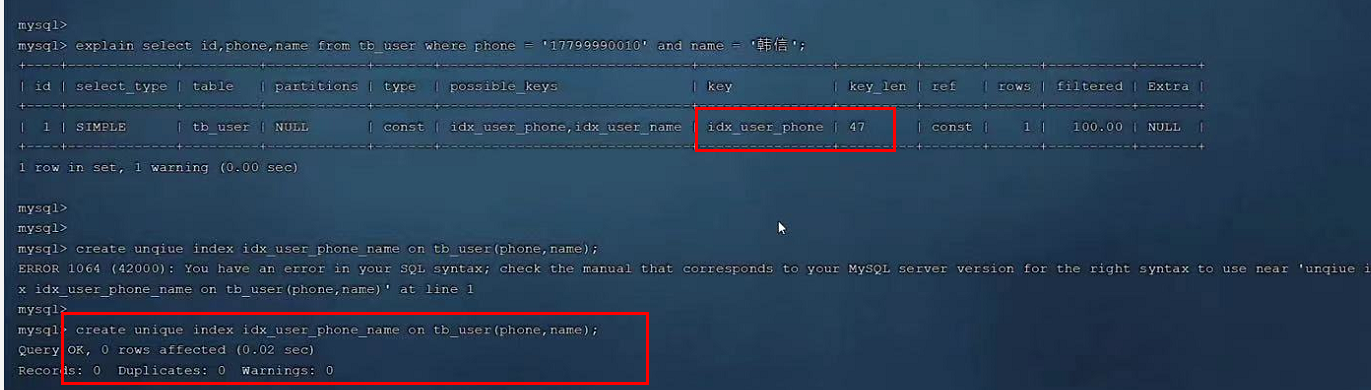 mysql>
mysql> explain select id,phone,name from tb_user where phone = '17799990010' and name = '韩信';
+----+-------------+---------+------------+-------+------------------------------+----------------+---------+-------+------+----------+-------+
| id | select_type | table | partitions | type | possible_keys | key | key_len | ref | rows | filtered | Extra |
+----+-------------+---------+------------+-------+------------------------------+----------------+---------+-------+------+----------+-------+
| 1 | SIMPLE | tb_user | NULL | const | idx_user_phone,idx_user_name | idx_user_phone | 47 | const | 1 | 100.00 | NULL |
+----+-------------+---------+------------+-------+------------------------------+----------------+---------+-------+------+----------+-------+
1 row in set, 1 warning (0.00 sec)
mysql>
mysql>
mysql> create unqiue index idx_user_phone_name on tb_user(phone,name);
ERROR 1064 (42000): You have an error in your SQL syntax; check the manual that corresponds to your MySQL server version for the right syntax to use near 'unqiue i
x idx_user_phone_name on tb_user(phone,name)' at line 1
mysql>
mysql> create unique index idx_user_phone_name on tb_user(phone,name);
Query OK, 0 rows affected (0.02 sec)
Records: 0 Duplicates: 0 Warnings: 0